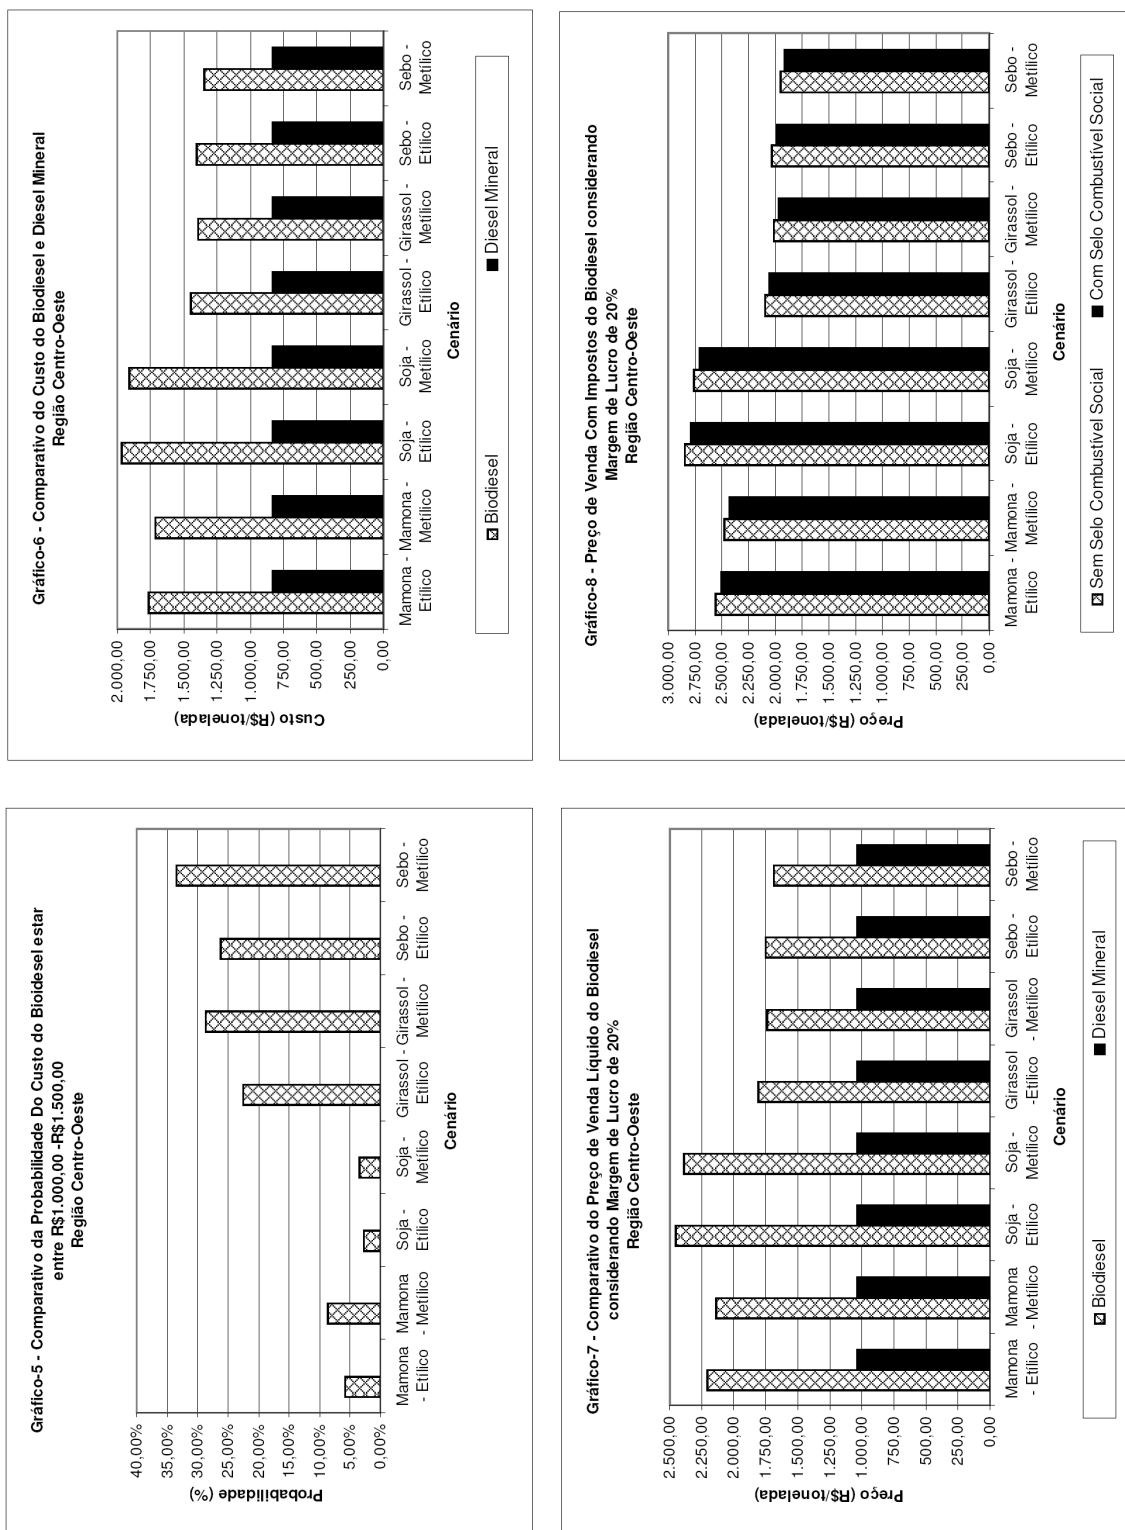 Gráfico-5 - Comparativo da Probabilidade Do Custo do Bioidesel estar
entre R$1.000,00 -R$1.500,00
Região Centro-Oeste
Probabilidade (%)
40,00%
35,00%
30,00%
25,00%
20,00%
15,00%
10,00%
5,00%
0,00%
Mamona Mamona Soja - Soja - Girassol - Girassol - Sebo - Sebo -
- Etílico - Metílico Etílico Metílico Etílico Metílico Etílico Metílico
Cenário
Gráfico-6 - Comparativo do Custo do Biodiesel e Diesel Mineral
Região Centro-Oeste
Custo (R$/tonelada)
2.000,00
1.750,00
1.500,00
1.250,00
1.000,00
750,00
500,00
250,00
0,00
Mamona - Mamona - Soja - Soja - Girassol - Girassol - Sebo - Sebo -
Etílico Metílico Etílico Metílico Etílico Metílico Etílico Metílico
Cenário
Biodiesel Diesel Mineral
Gráfico-7 - Comparativo do Preço de Venda Líquido do Biodiesel
considerando Margem de Lucro de 20%
Região Centro-Oeste
Preço (R$/tonelada)
2.500,00
2.250,00
2.000,00
1.750,00
1.500,00
1.250,00
1.000,00
750,00
500,00
250,00
0,00
Mamona Mamona Soja - Soja - Girassol Girassol Sebo - Sebo -
- Etílico - Metílico Etílico Metílico -Etílico - Metílico Etílico Metílico
Cenário
Biodiesel Diesel Mineral
Gráfico-8 - Preço de Venda Com Impostos do Biodiesel considerando
Margem de Lucro de 20%
Região Centro-Oeste
Preço (R$/tonelada)
3.000,00
2.750,00
2.500,00
2.250,00
2.000,00
1.750,00
1.500,00
1.250,00
1.000,00
750,00
500,00
250,00
0,00
Mamona - Mamona - Soja - Soja - Girassol - Girassol - Sebo - Sebo -
Etílico Metílico Etílico Metílico Etílico Metílico Etílico Metílico
Cenário
Sem Selo Combustível Social Com Selo Combustível Social